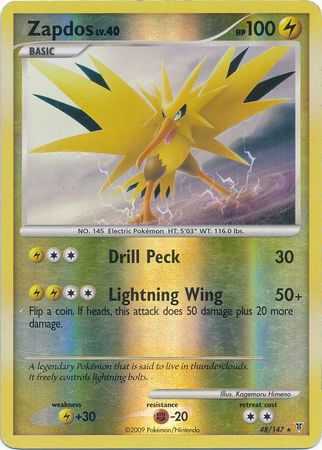 Zapdos LV.40 HP 100
BASIC
NO. 145 Electric Pokémon HT: 5'03" WT: 116.0 lbs.
Drill Peck 30
Lightning Wing 50+
Flip a coin. If heads, this attack does 50 damage plus 20 more
damage.
A legendary Pokémon that is said to live in thunderclouds.
It freely controls lightning bolts.
Illus. Kagemaru Himeno
weakness resistance retreat cost
+30 -20
©2009 Pokémon/Nintendo 48/147 ★